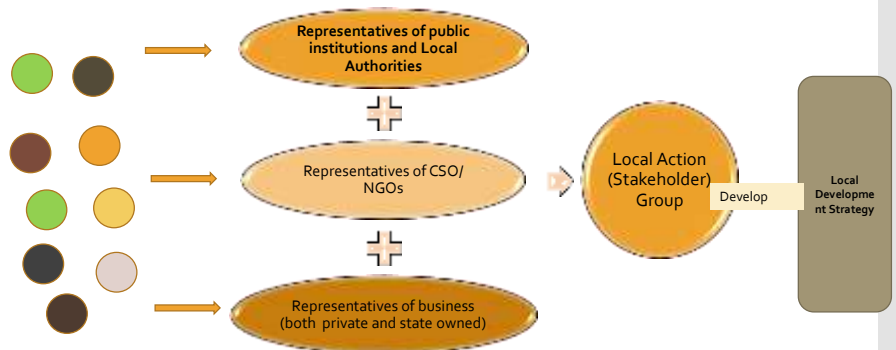 Representatives of public
institutions and Local
Authorities
Representatives of CSO/
NGOs
Representatives of business
(both private and state owned)
Local Action
(Stakeholder)
Group
Develop
Local
Developme
nt Strategy